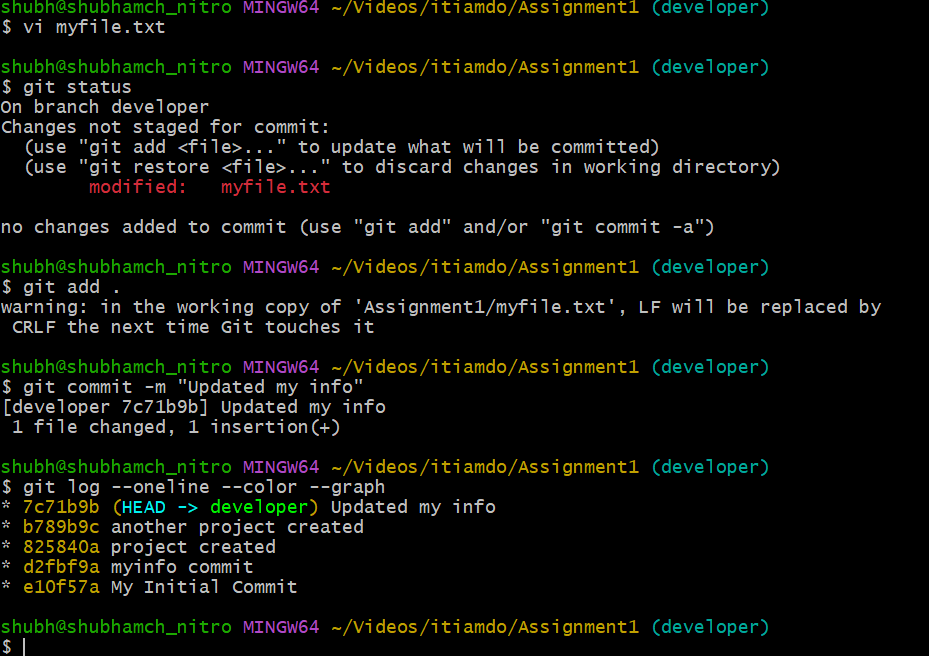 shubh@shubhamch_nitro MINGW64 ~/Videos/itiamdo/Assignment1 (developer)
$ vi myfile.txt
shubh@shubhamch_nitro MINGW64 ~/Videos/itiamdo/Assignment1 (developer)
$ git status
On branch developer
Changes not staged for commit:
  (use "git add <file>..." to update what will be committed)
  (use "git restore <file>..." to discard changes in working directory)
        modified:   myfile.txt
no changes added to commit (use "git add" and/or "git commit -a")
shubh@shubhamch_nitro MINGW64 ~/Videos/itiamdo/Assignment1 (developer)
$ git add .
warning: in the working copy of 'Assignment1/myfile.txt', LF will be replaced by
 CRLF the next time Git touches it
shubh@shubhamch_nitro MINGW64 ~/Videos/itiamdo/Assignment1 (developer)
$ git commit -m "Updated my info"
[developer 7c71b9b] Updated my info
 1 file changed, 1 insertion(+)
shubh@shubhamch_nitro MINGW64 ~/Videos/itiamdo/Assignment1 (developer)
$ git log --oneline --color --graph
* 7c71b9b (HEAD -> developer) Updated my info
* b789b9c another project created
* 825840a project created
* d2fbf9a myinfo commit
* e10f57a My Initial Commit
shubh@shubhamch_nitro MINGW64 ~/Videos/itiamdo/Assignment1 (developer)
$